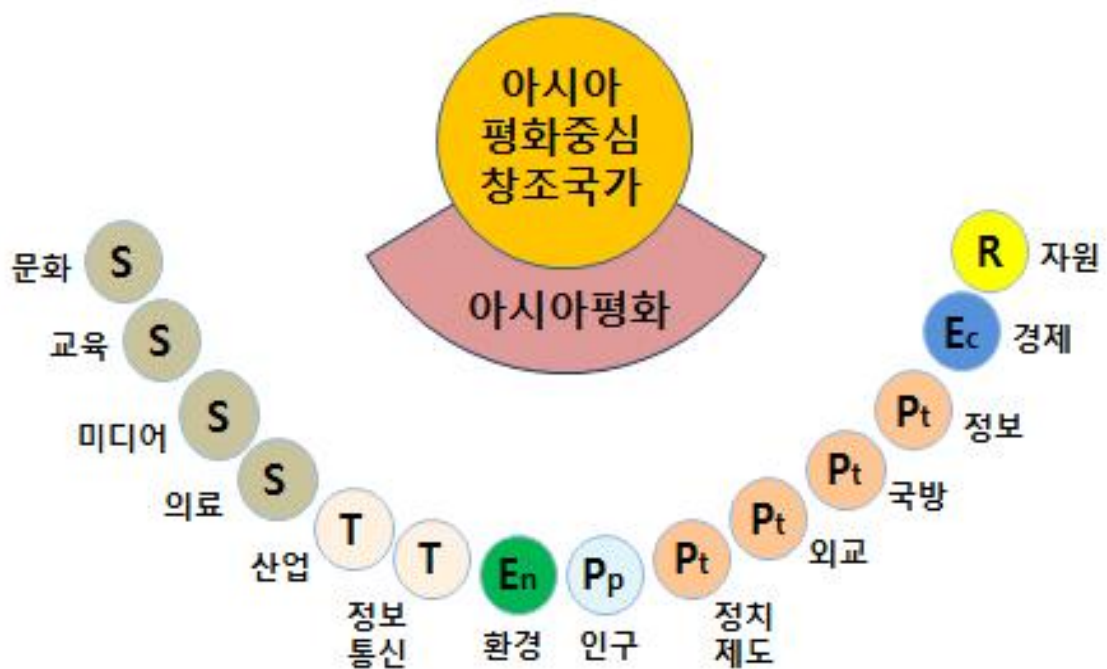 아시아
평화중심
창조국가
아시아평화
문화 S
교육 S
미디어 S
의료 S
산업 T
정보
통신 T
환경 En
인구 Pp
정치
제도 Pt
외교 Pt
국방 Pt
정보 Pt
경제 Ec
자원 R